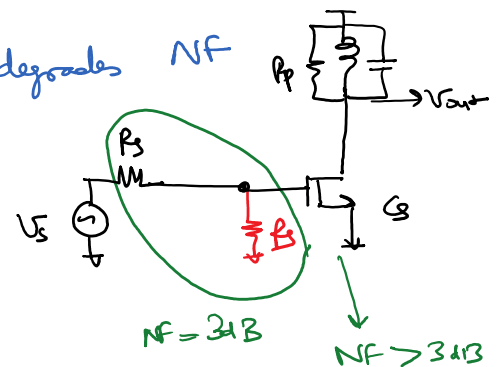 degrades NF
Rp
Vout
Rs
Vs
Rs
CS
NF = 3dB
NF > 3dB